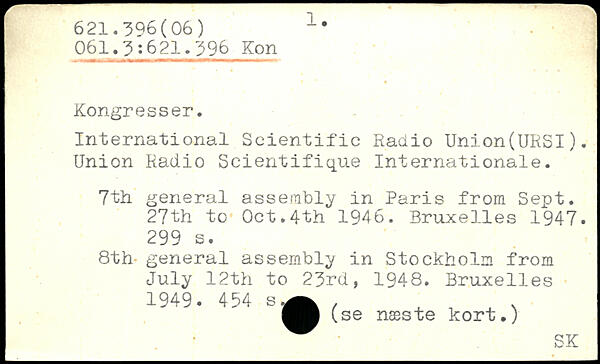 1.
621.396(06)
061.3:621.396 Kon
Kongresser.
International Scientific Radio Union(URSI).
Union Radio Scientifique Internationale.
7th general assembly in Paris from Sept.
27th to Oct.4th 1946. Bruxelles 1947.
299 s.
8th general assembly in Stockholm from
July 12th to 23rd, 1948. Bruxelles
1949. 454 s.
(se næste kort.)
SK